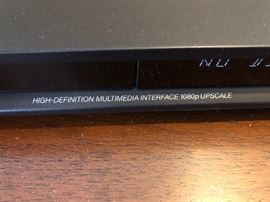 HIGH-DEFINITION MULTIMEDIA INTERFACE 1080p UPSCALE